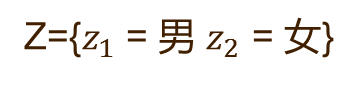 Z={z₁ = 男 z₂ = 女}